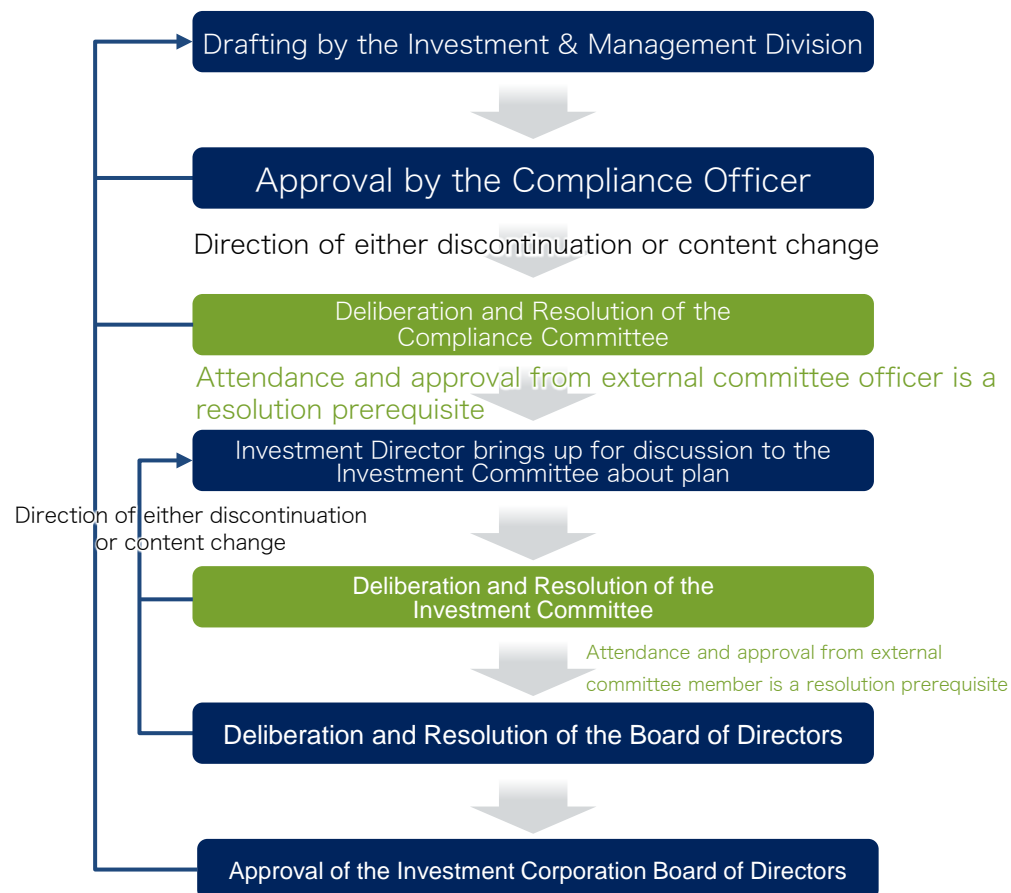 Drafting by the Investment & Management Division
Approval by the Compliance Officer
Direction of either discontinuation or content change
Deliberation and Resolution of the
Compliance Committee
Attendance and approval from external committee officer is a
resolution prerequisite
Investment Director brings up for discussion to the
Investment Committee about plan
Direction of either discontinuation
or content change
Deliberation and Resolution of the
Investment Committee
Attendance and approval from external
committee member is a resolution prerequisite
Deliberation and Resolution of the Board of Directors
Approval of the Investment Corporation Board of Directors